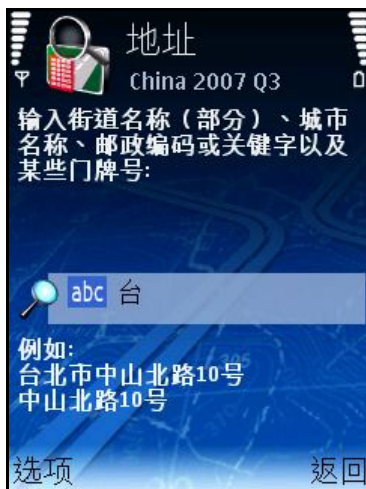 地址
China 2007 Q3
输入街道名称（部分）、城市
名称、邮政编码或关键字以及
某些门牌号:
abc 台
例如:
台北市中山北路10号
中山北路10号
选项 返回